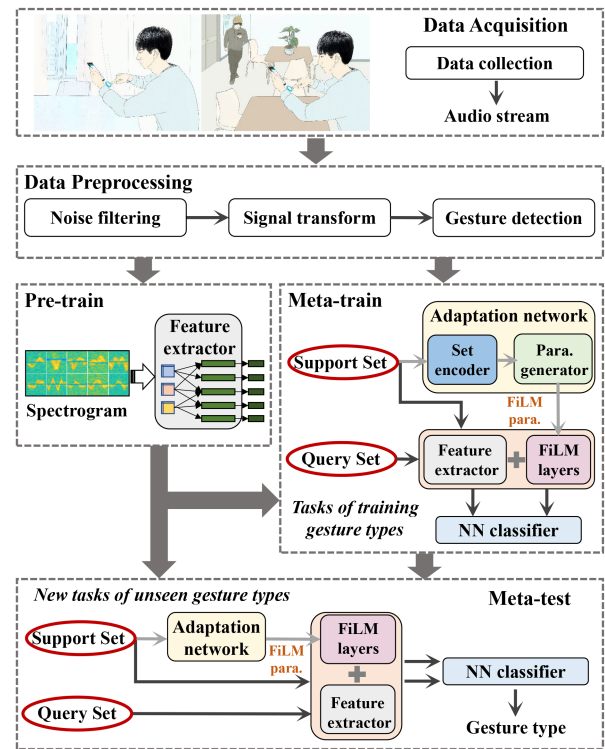 Data Acquisition
Data collection
Audio stream
Data Preprocessing
Noise filtering
Signal transform
Gesture detection
Pre-train
Feature
extractor
Spectrogram
Meta-train
Adaptation network
Support Set
Set
encoder
Para.
generator
FiLM
para.
Query Set
Feature
extractor
FiLM
layers
Tasks of training
gesture types
NN classifier
New tasks of unseen gesture types
Meta-test
Support Set
Adaptation
network
FiLM
para.
FiLM
layers
Query Set
Feature
extractor
NN classifier
Gesture type